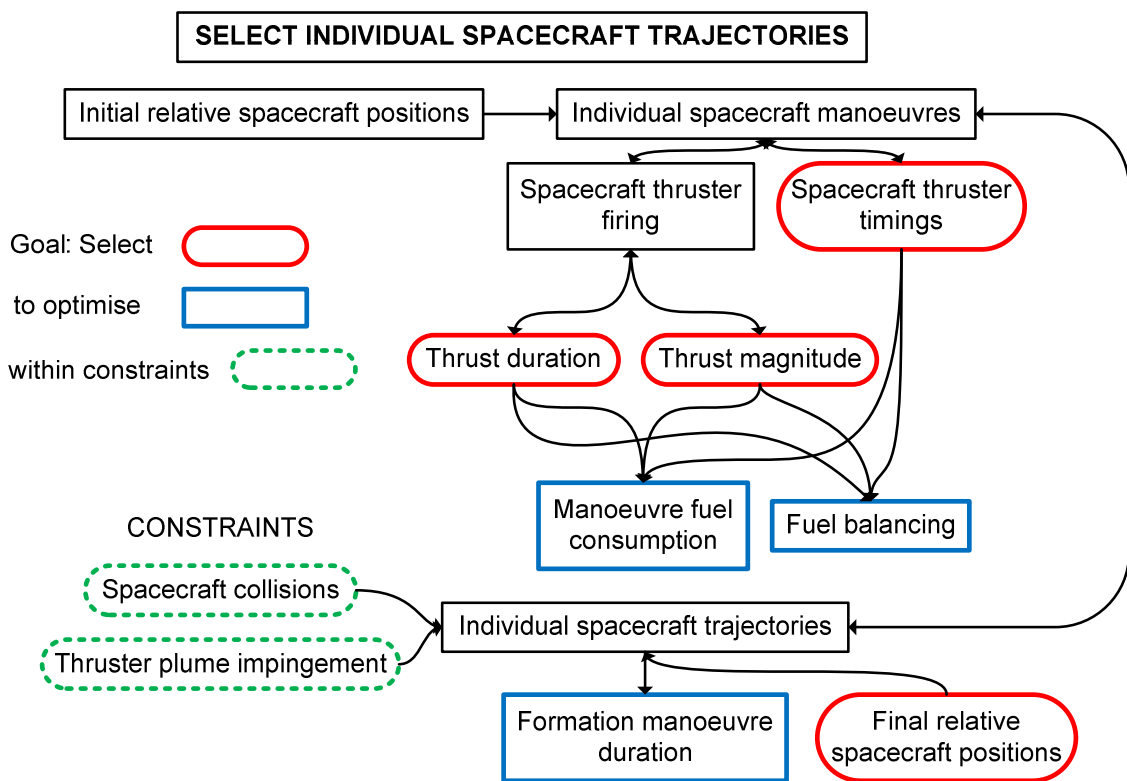 SELECT INDIVIDUAL SPACECRAFT TRAJECTORIES
Initial relative spacecraft positions
Individual spacecraft manoeuvres
Spacecraft thruster
firing
Spacecraft thruster
timings
Goal: Select
to optimise
within constraints
Thrust duration
Thrust magnitude
Manoeuvre fuel
consumption
Fuel balancing
CONSTRAINTS
Spacecraft collisions
Thruster plume impingement
Individual spacecraft trajectories
Formation manoeuvre
duration
Final relative
spacecraft positions